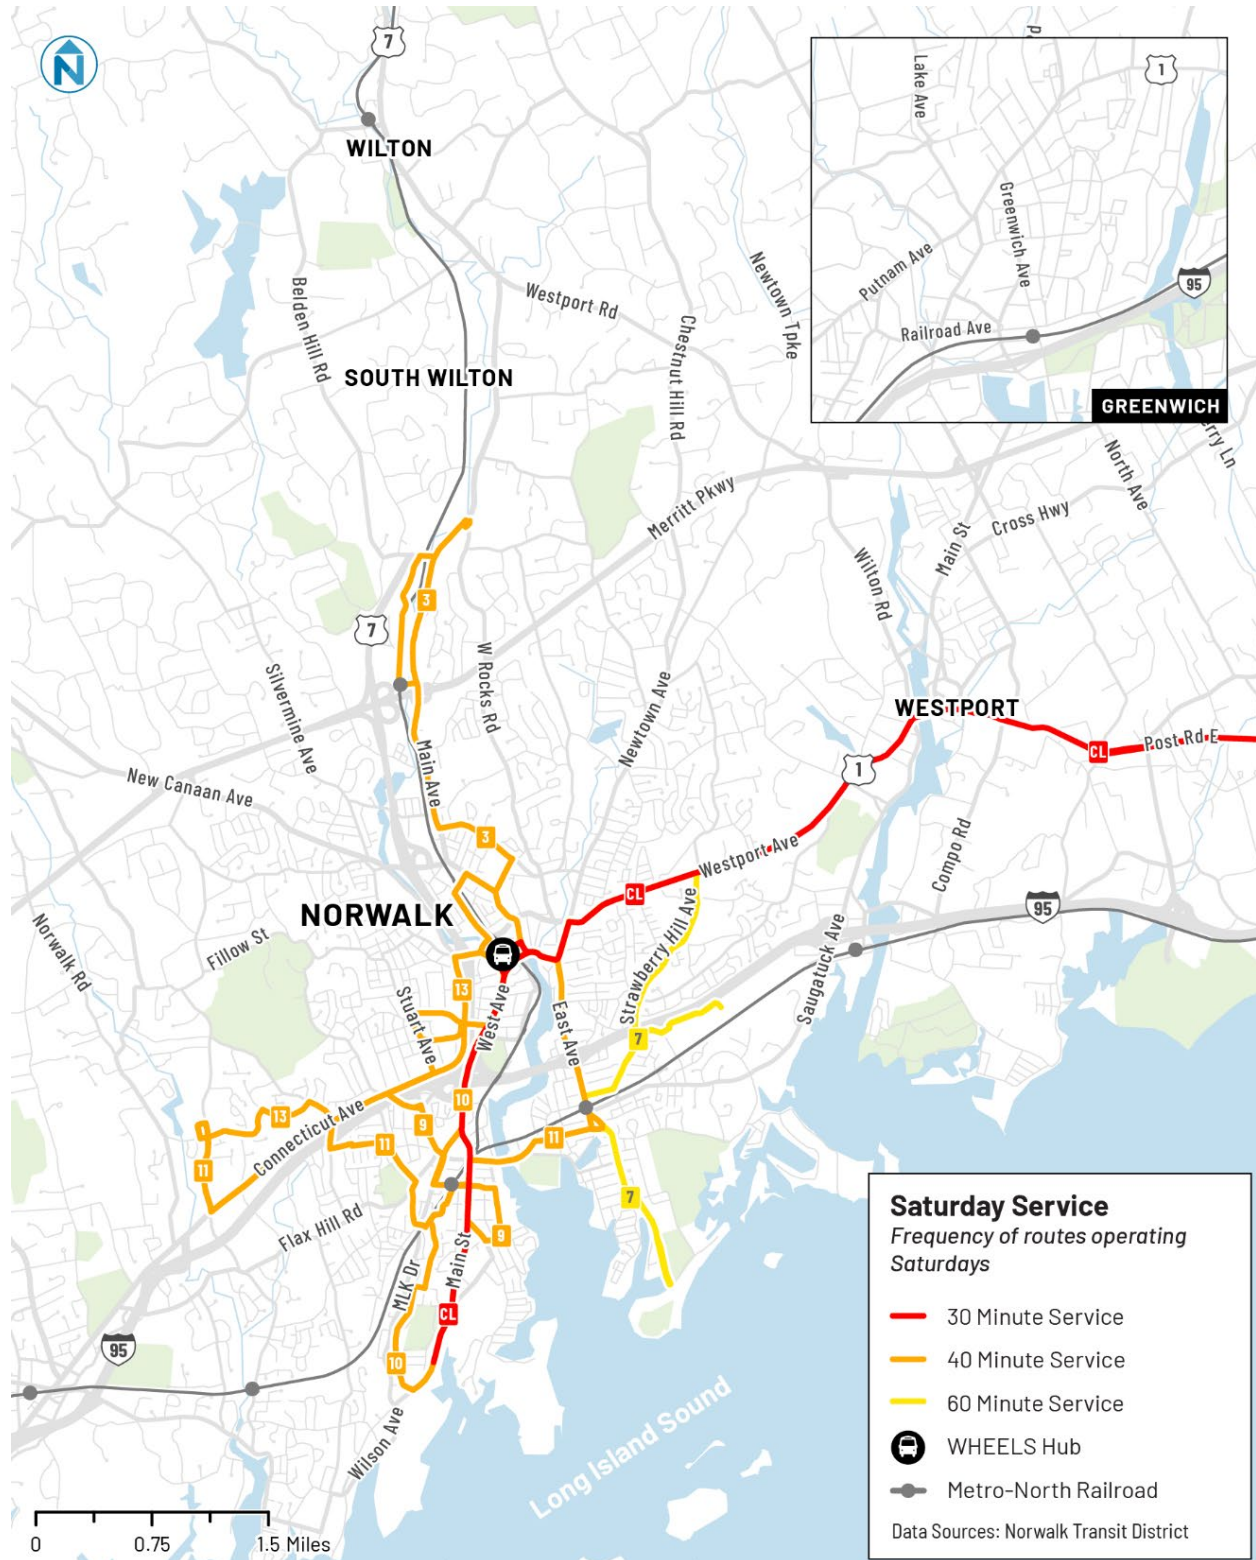 N
7
WILTON
Lake Ave
1
Greenwich Ave
Putnam Ave
Railroad Ave
95
GREENWICH
Belden Hill Rd
Westport Rd
Newtown Tpke
Chestnut Hill Rd
SOUTH WILTON
North Ave
Merritt Pkwy
Cross Hwy
Main St
Wilton Rd
3
7
W Rocks Rd
Silvermine Ave
Newtown Ave
WESTPORT
CL
Post Rd E
1
Main Ave
New Canaan Ave
3
Westport Ave
Compo Rd
CL
NORWALK
95
Strawberry Hill Ave
Saugatuck Ave
Norwalk Rd
Fillow St
13
Stuart Ave
West Ave
East Ave
7
10
13
Connecticut Ave
9
11
11
11
7
Flax Hill Rd
9
MLK Dr
Main St
CL
95
10
Wilson Ave
Long Island Sound
Saturday Service
Frequency of routes operating
Saturdays
30 Minute Service
40 Minute Service
60 Minute Service
WHEELS Hub
Metro-North Railroad
Data Sources: Norwalk Transit District
0 0.75 1.5 Miles